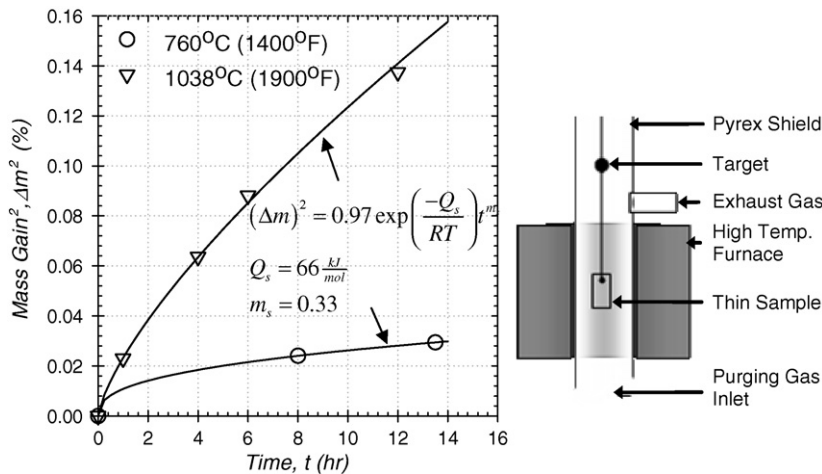 0.16
0.14
0.12
0.10
0.08
0.06
0.04
0.02
0.00
Mass Gain², Δm² (%)
760°C (1400°F)
1038°C (1900°F)
(Δm)² = 0.97 exp(−Qₛ/RT)tᵐ
Qₛ = 66 kJ/mol
mₛ = 0.33
0 2 4 6 8 10 12 14 16
Time, t (hr)
Pyrex Shield
Target
Exhaust Gas
High Temp.
Furnace
Thin Sample
Purging Gas
Inlet